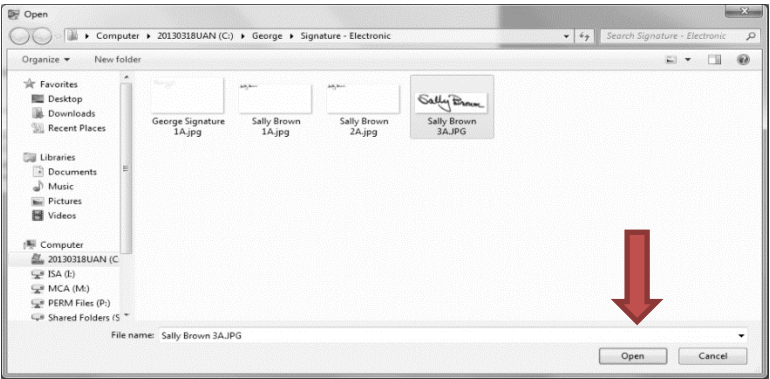 Open
Computer ▸ 20130318UAN (C:) ▸ George ▸ Signature - Electronic
Search Signature - Electronic
Organize ▾ New folder
Favorites
Desktop
Downloads
Recent Places
Libraries
Documents
Music
Pictures
Videos
Computer
20130318UAN (C
ISA (I:)
MCA (M:)
PERM Files (P:)
Shared Folders (S
George Signature
1A.jpg
Sally Brown
1A.jpg
Sally Brown
2A.jpg
Sally Brown
Sally Brown
3A.JPG
File name: Sally Brown 3A.JPG
Open Cancel